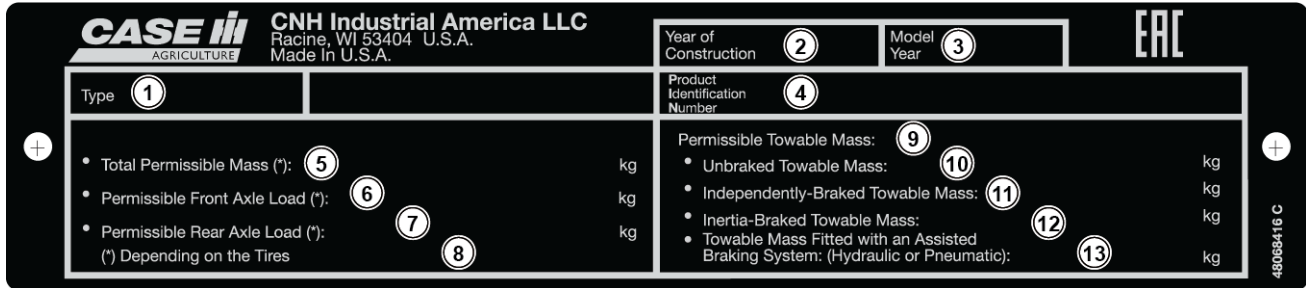 CASE IH
AGRICULTURE
CNH Industrial America LLC
Racine, WI 53404 U.S.A.
Made In U.S.A.
Year of
Construction
2
Model
Year
3
EAC
Type
1
Product
Identification
Number
4
• Total Permissible Mass (*):
5
kg
• Permissible Front Axle Load (*):
6
kg
7
• Permissible Rear Axle Load (*):
kg
(*) Depending on the Tires
8
Permissible Towable Mass:
9
• Unbraked Towable Mass:
10
kg
• Independently-Braked Towable Mass:
11
kg
• Inertia-Braked Towable Mass:
12
kg
• Towable Mass Fitted with an Assisted
Braking System: (Hydraulic or Pneumatic):
13
kg
48068416 C